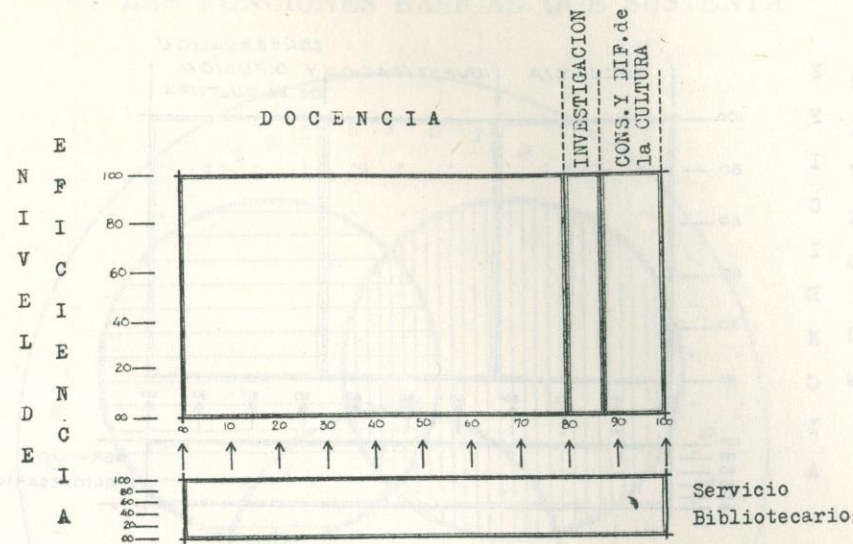 INVESTIGACION
CONS.Y DIF.de
la CULTURA
DOCENCIA
NIVEL DE
EFICIENCIA
100
80
60
40
20
00
00 10 20 30 40 50 60 70 80 90 100
100
80
60
40
20
00
Servicio
Bibliotecario